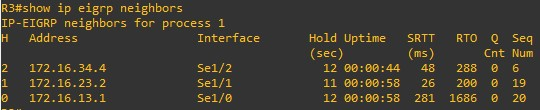 R3#show ip eigrp neighbors
IP-EIGRP neighbors for process 1
H   Address                 Interface       Hold Uptime   SRTT   RTO  Q  Seq
                                            (sec)         (ms)       Cnt Num
2   172.16.34.4             Se1/2             12 00:00:44   48   288  0  6
1   172.16.23.2             Se1/1             11 00:00:58   26   200  0  19
0   172.16.13.1             Se1/0             12 00:00:58  281  1686  0  20